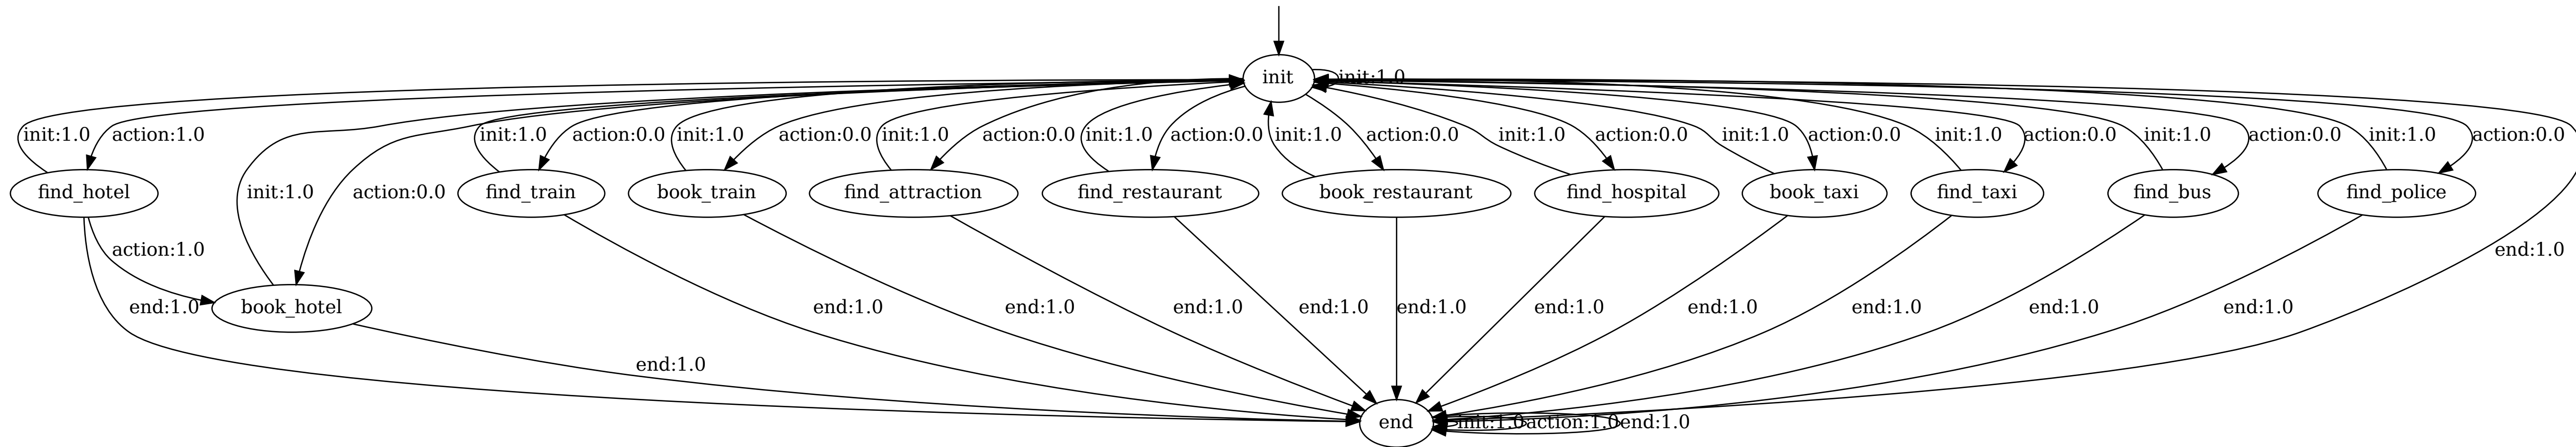 init
init:1.0
init:1.0 action:1.0 init:1.0 action:0.0 init:1.0 action:0.0 init:1.0 action:0.0 init:1.0 action:0.0 init:1.0 action:0.0 init:1.0 action:0.0 init:1.0 action:0.0 init:1.0 action:0.0 init:1.0 action:0.0 init:1.0 action:0.0
find_hotel init:1.0 action:0.0 find_train book_train find_attraction find_restaurant book_restaurant find_hospital book_taxi find_taxi find_bus find_police
action:1.0 end:1.0
end:1.0 book_hotel end:1.0 end:1.0 end:1.0 end:1.0 end:1.0 end:1.0 end:1.0 end:1.0 end:1.0 end:1.0
end:1.0
end init:1.0 action:1.0 end:1.0